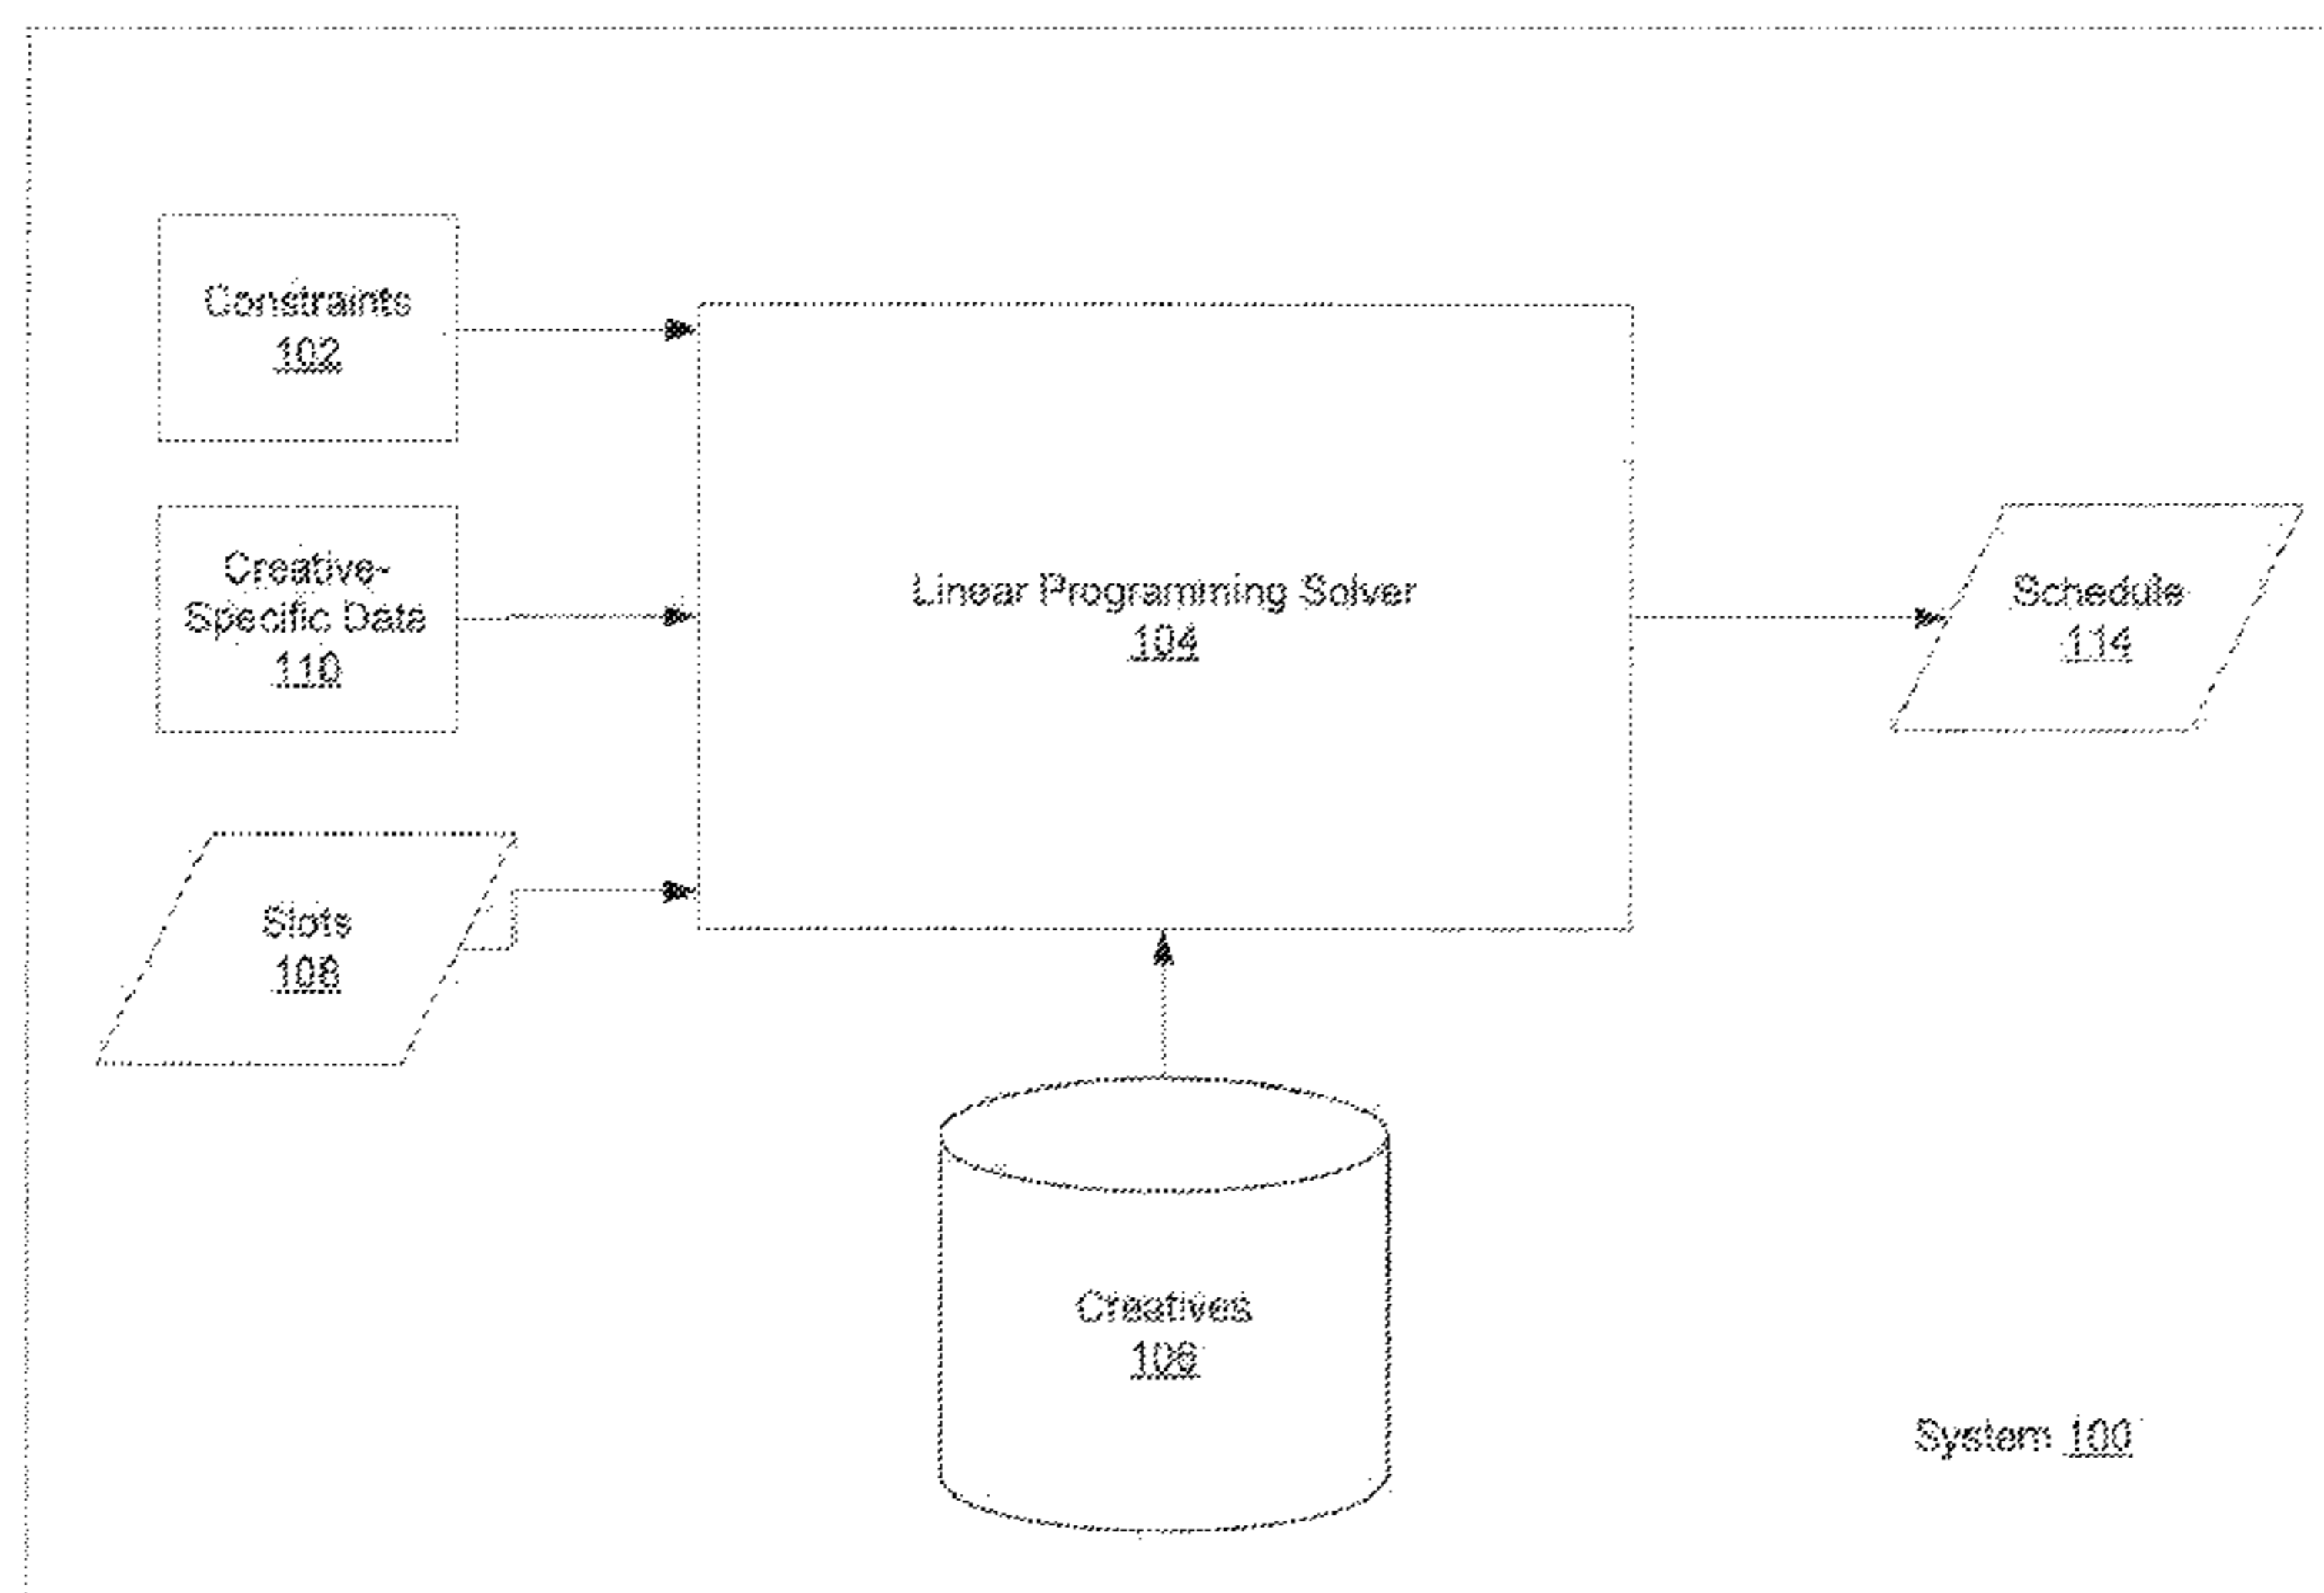 Constraints
102
Creative-
Specific Data
110
Linear Programming Solver
104
Schedule
114
Slots
108
Creatives
106
System 100